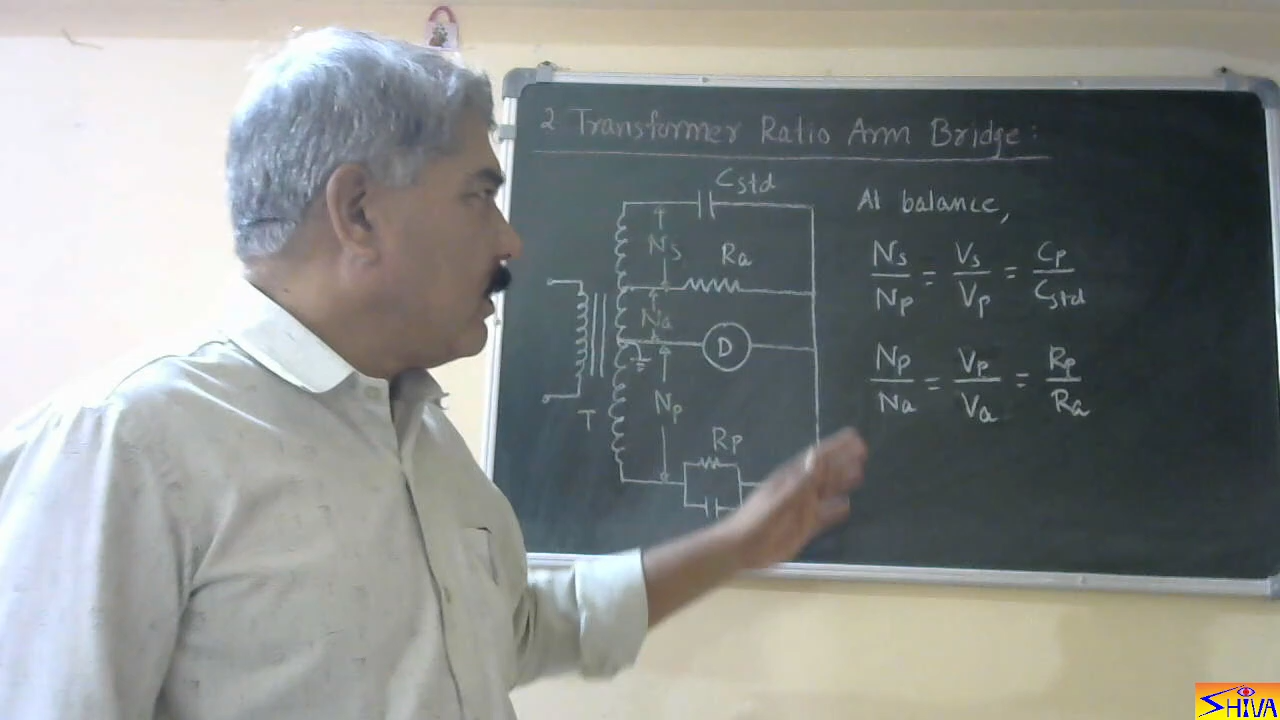 2 Transformer Ratio Arm Bridge:
Cstd
Ns
Ra
Na
D
T
Np
Rp
At balance,
Ns/Np = Vs/Vp = Cp/Cstd
Np/Na = Vp/Va = Rp/Ra
SHIVA